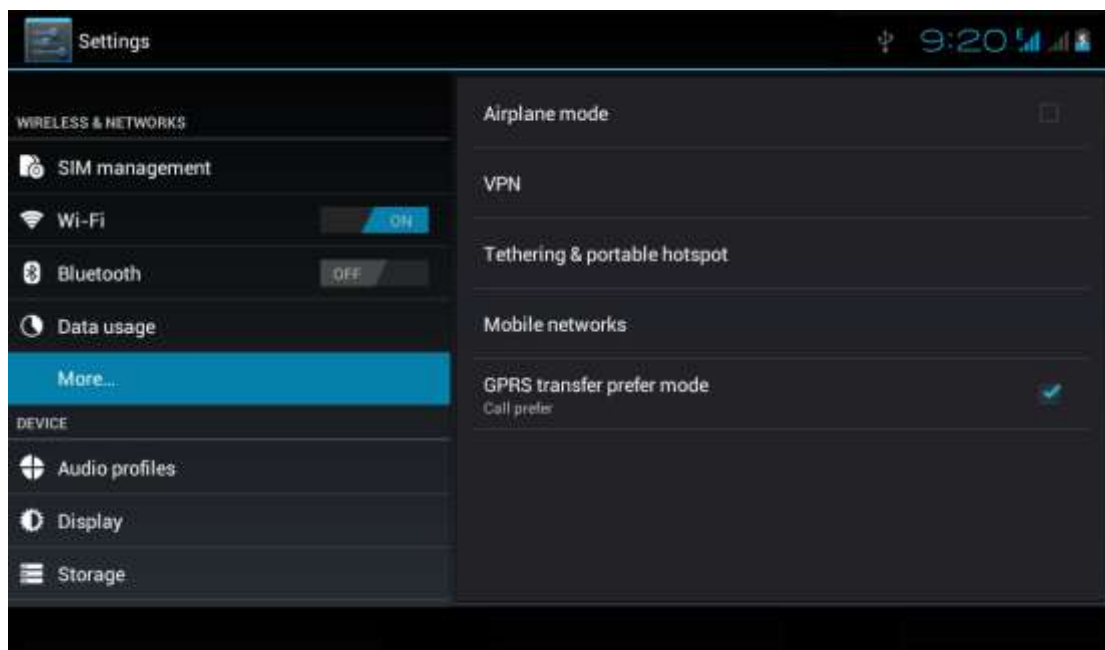 Settings
9:20
WIRELESS & NETWORKS
SIM management
Wi-Fi
ON
Bluetooth
OFF
Data usage
More...
DEVICE
Audio profiles
Display
Storage
Airplane mode
VPN
Tethering & portable hotspot
Mobile networks
GPRS transfer prefer mode
Call prefer